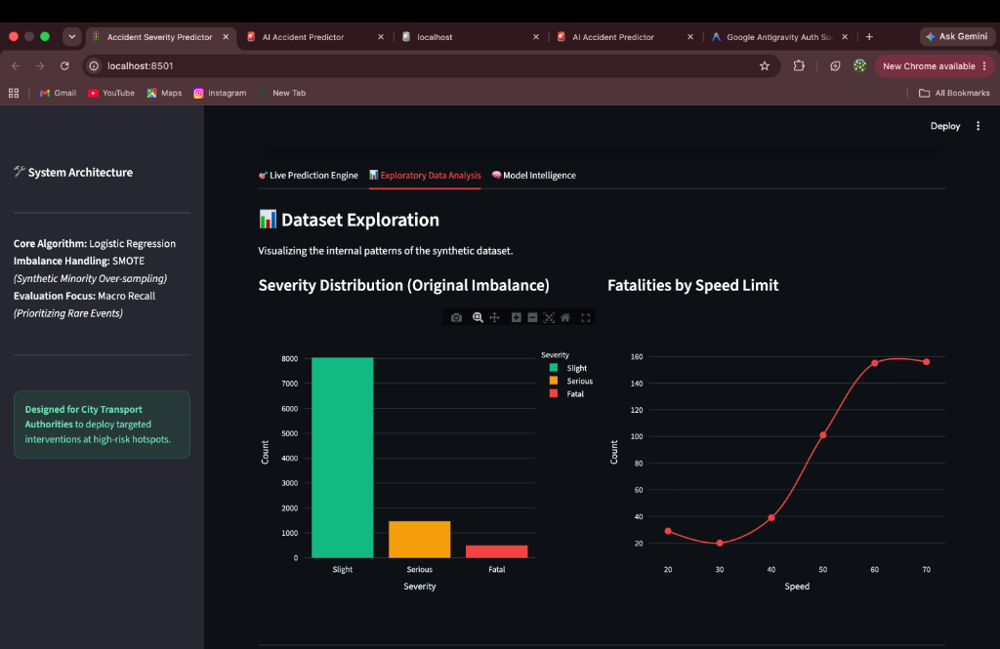 Accident Severity Predictor
AI Accident Predictor
localhost
AI Accident Predictor
Google Antigravity Auth Su
Ask Gemini
localhost:8501
New Chrome available
Gmail
YouTube
Maps
Instagram
New Tab
All Bookmarks
Deploy
System Architecture
Core Algorithm: Logistic Regression
Imbalance Handling: SMOTE
(Synthetic Minority Over-sampling)
Evaluation Focus: Macro Recall
(Prioritizing Rare Events)
Designed for City Transport
Authorities to deploy targeted
interventions at high-risk hotspots.
Live Prediction Engine
Exploratory Data Analysis
Model Intelligence
Dataset Exploration
Visualizing the internal patterns of the synthetic dataset.
Severity Distribution (Original Imbalance)
Severity
Slight
Serious
Fatal
8000
7000
6000
5000
4000
3000
2000
1000
0
Count
Slight
Serious
Fatal
Severity
Fatalities by Speed Limit
160
140
120
100
80
60
40
20
Count
20
30
40
50
60
70
Speed